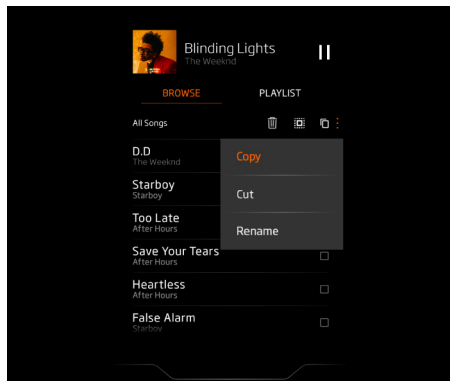 Blinding Lights
The Weeknd
BROWSE PLAYLIST
All Songs
D.D
The Weeknd
Copy
Starboy
Starboy
Cut
Too Late
After Hours
Rename
Save Your Tears
After Hours
Heartless
After Hours
False Alarm
Starboy